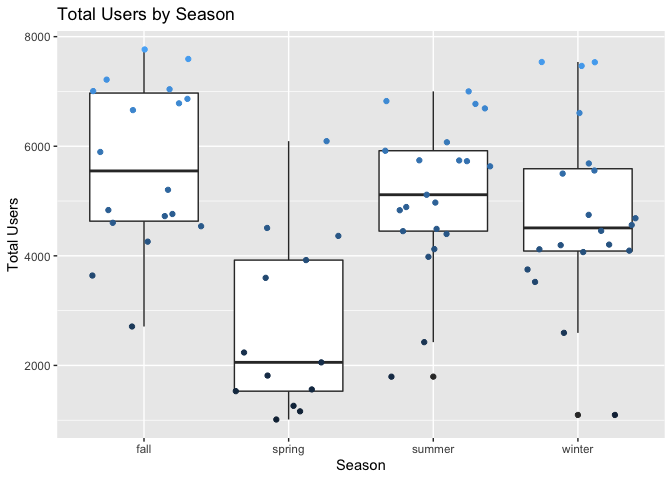 Total Users by Season
8000
6000
4000
2000
Total Users
fall spring summer winter
Season